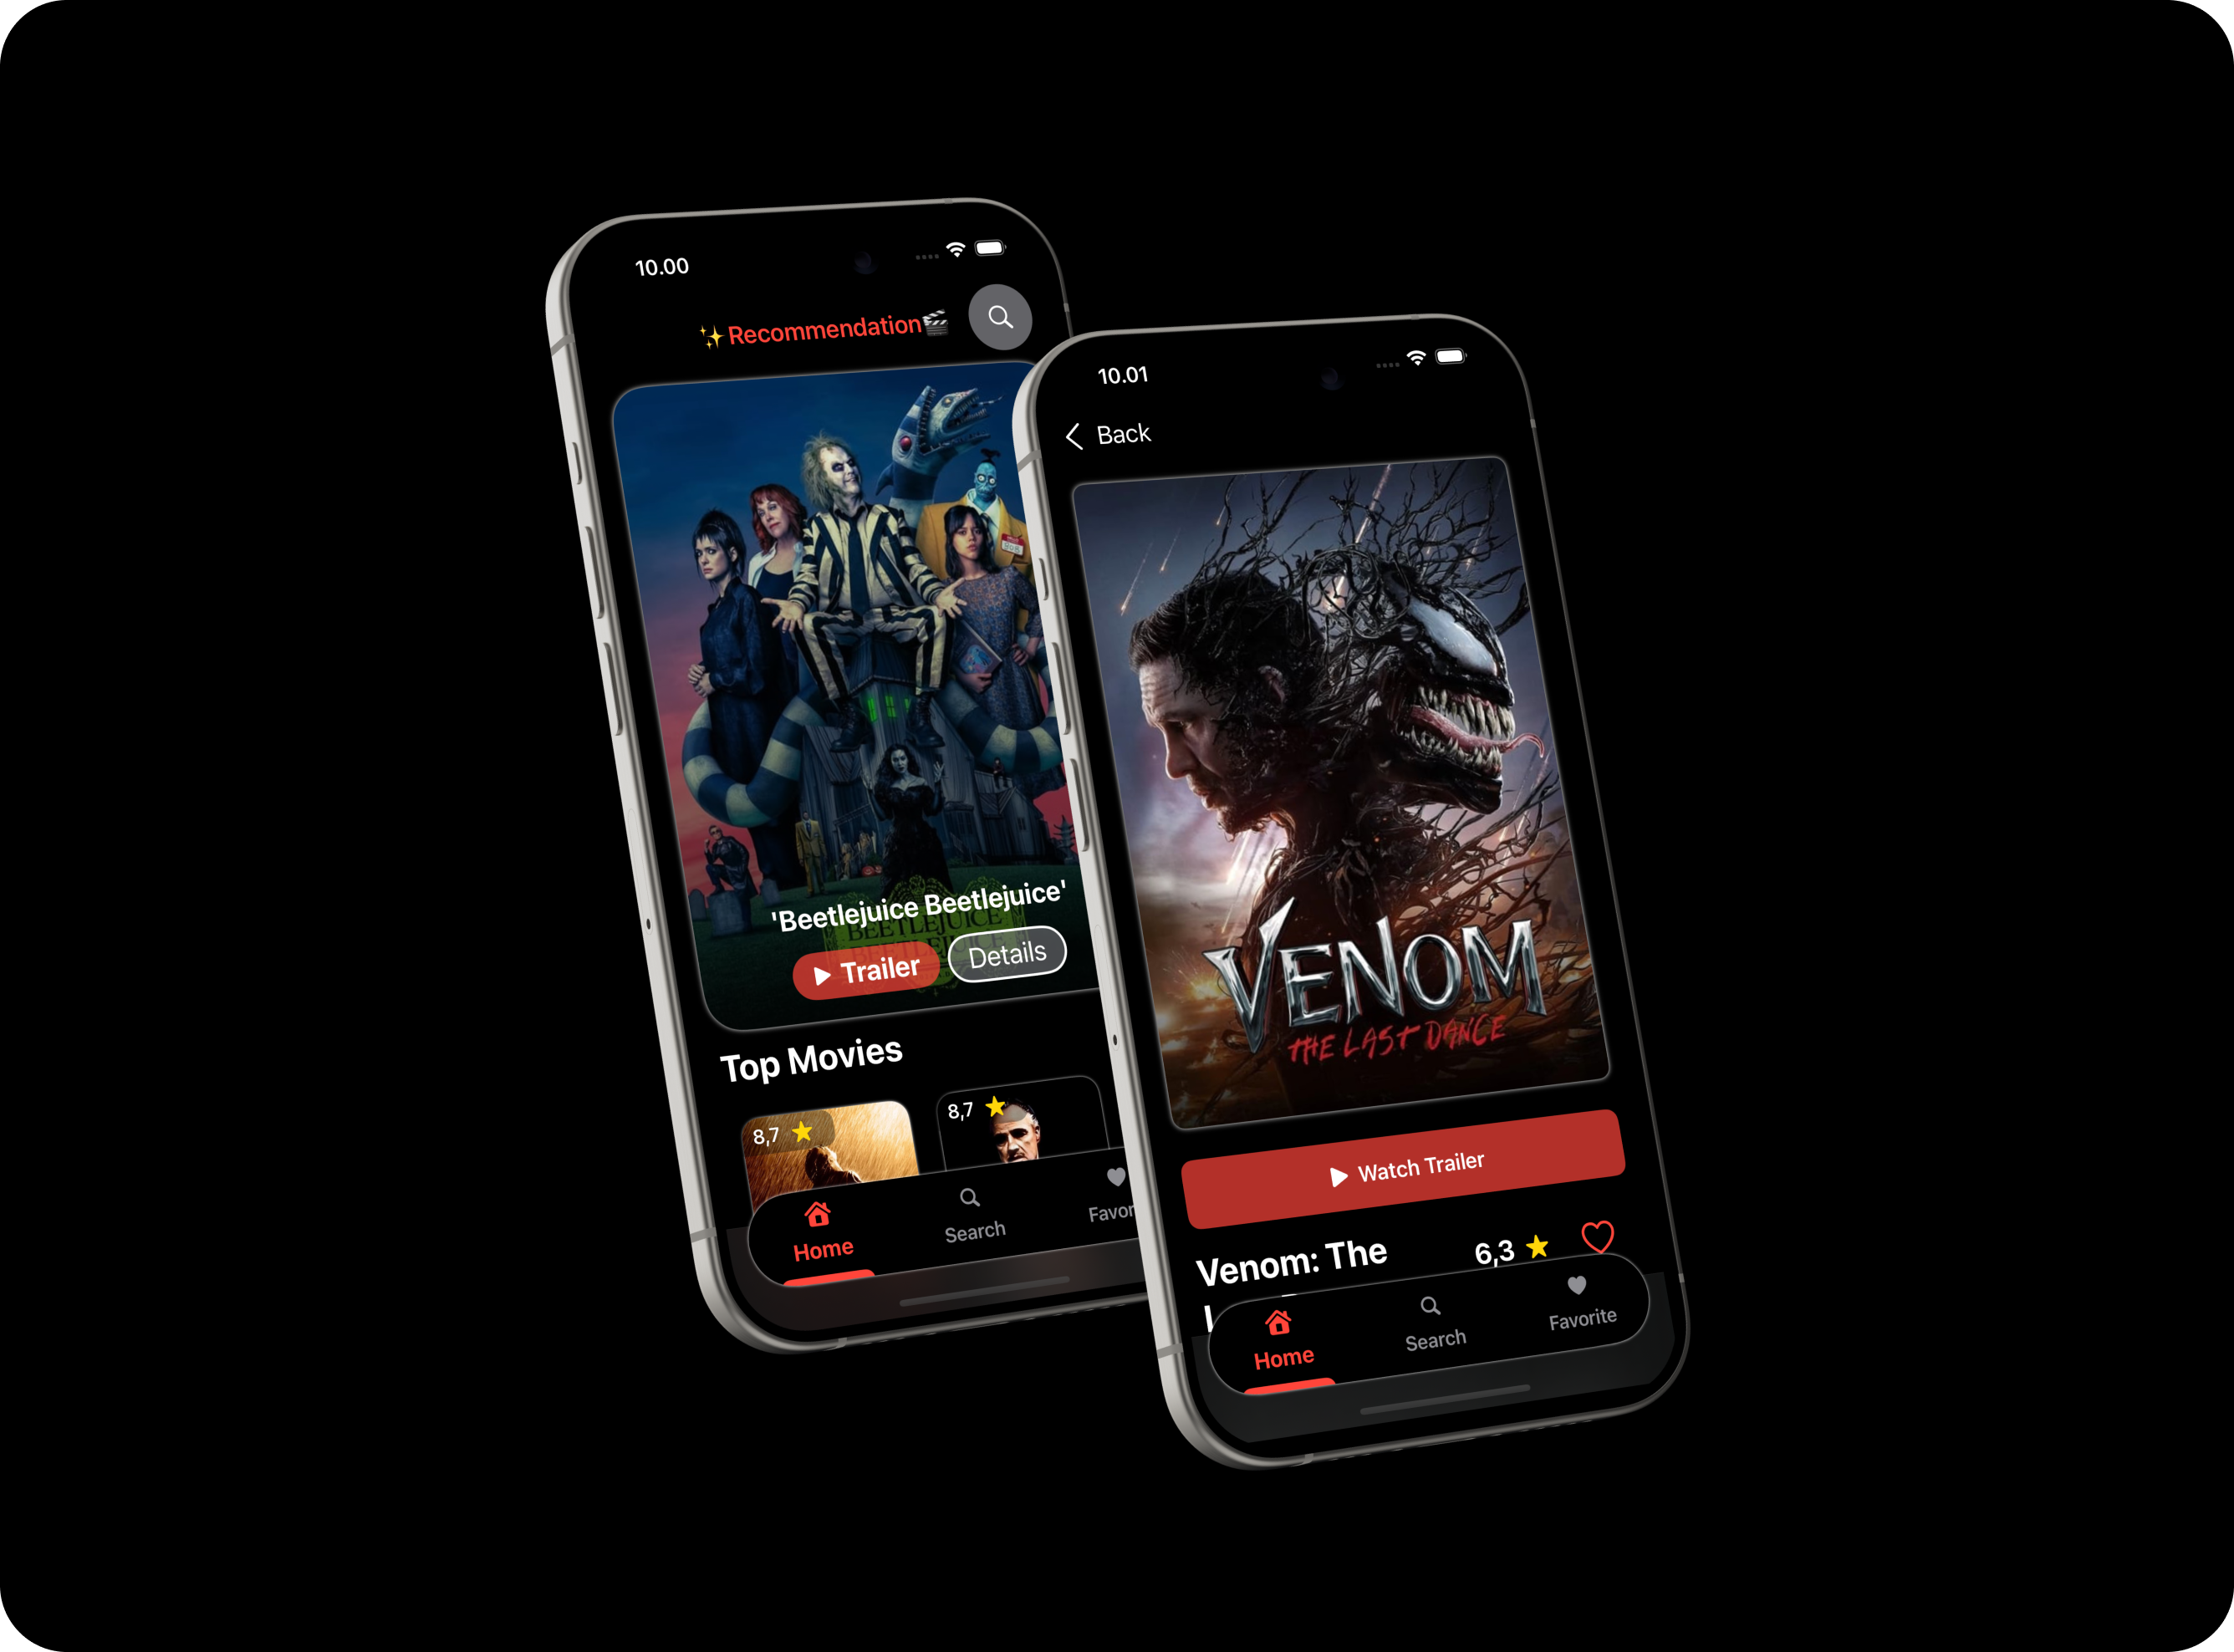 10.00
✨Recommendation🎬
'Beetlejuice Beetlejuice'
BEETLEJUICE
▶ Trailer
Details
Top Movies
8,7 ⭐
8,7 ⭐
Home
Search
Favor
10.01
Back
VENOM
THE LAST DANCE
▶ Watch Trailer
Venom: The
6,3 ⭐
Home
Search
Favorite